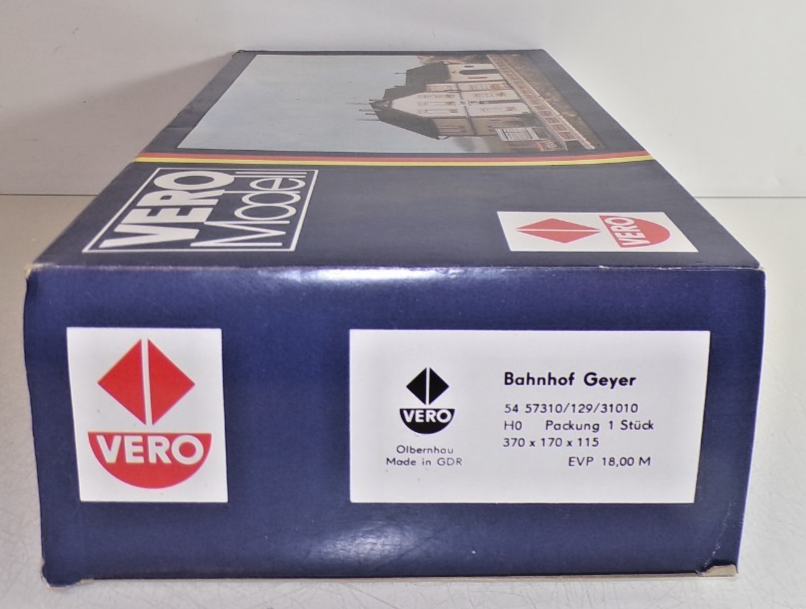 VERO
Modell
VERO
VERO
VERO
Olbernhau
Made in GDR
Bahnhof Geyer
54 57310/129/31010
H0 Packung 1 Stück
370 x 170 x 115
EVP 18,00 M